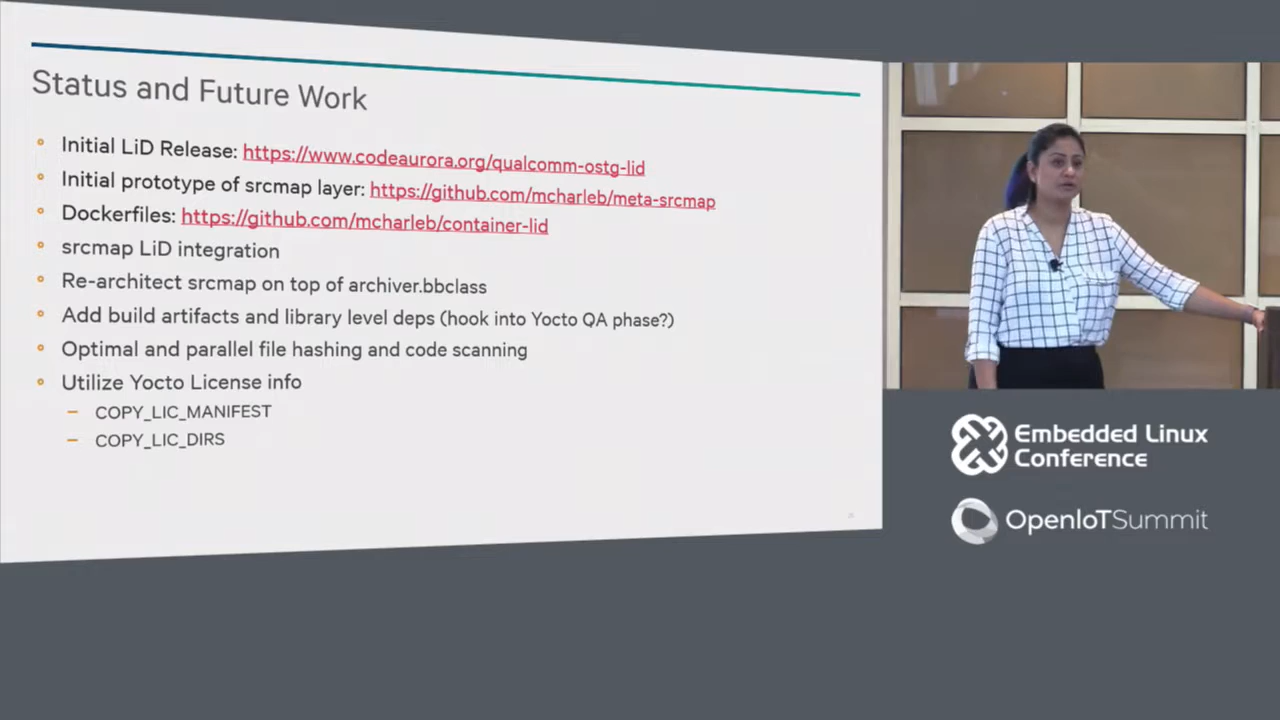 Status and Future Work
Initial LiD Release: https://www.codeaurora.org/qualcomm-ostg-lid
Initial prototype of srcmap layer: https://github.com/mcharleb/meta-srcmap
Dockerfiles: https://github.com/mcharleb/container-lid
srcmap LiD integration
Re-architect srcmap on top of archiver.bbclass
Add build artifacts and library level deps (hook into Yocto QA phase?)
Optimal and parallel file hashing and code scanning
Utilize Yocto License info
COPY_LIC_MANIFEST
COPY_LIC_DIRS
Embedded Linux
Conference
OpenIoTSummit